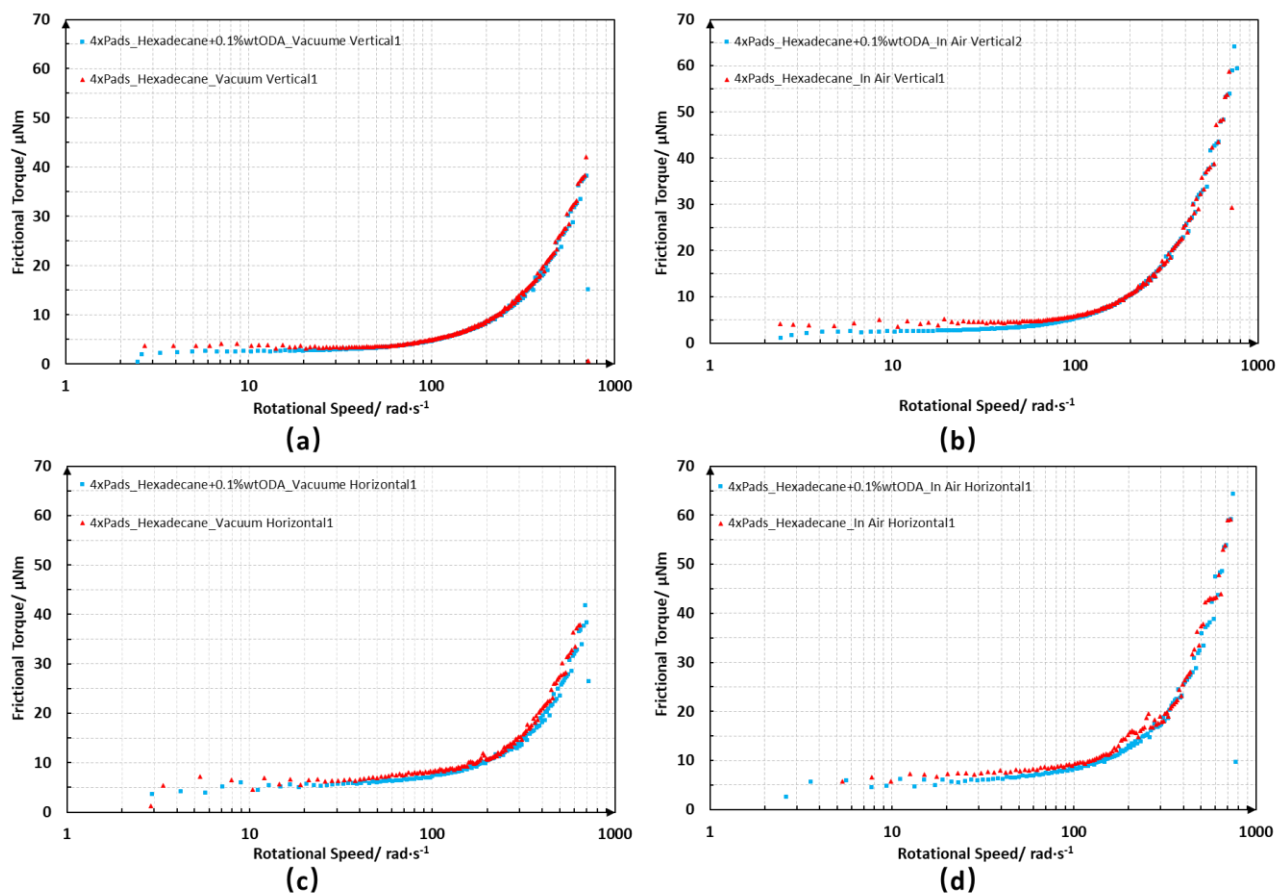 70
60
50
40
30
20
10
0
Frictional Torque/ μNm
4xPads_Hexadecane+0.1%wtODA_Vacuume Vertical1
4xPads_Hexadecane_Vacuum Vertical1
1 10 100 1000
Rotational Speed/ rad·s⁻¹
(a)
70
60
50
40
30
20
10
0
Frictional Torque/ μNm
4xPads_Hexadecane+0.1%wtODA_In Air Vertical2
4xPads_Hexadecane_In Air Vertical1
1 10 100 1000
Rotational Speed/ rad·s⁻¹
(b)
70
60
50
40
30
20
10
0
Frictional Torque/ μNm
4xPads_Hexadecane+0.1%wtODA_Vacuume Horizontal1
4xPads_Hexadecane_Vacuum Horizontal1
1 10 100 1000
Rotational Speed/ rad·s⁻¹
(c)
70
60
50
40
30
20
10
0
Frictional Torque/ μNm
4xPads_Hexadecane+0.1%wtODA_In Air Horizontal1
4xPads_Hexadecane_In Air Horizontal1
1 10 100 1000
Rotational Speed/ rad·s⁻¹
(d)